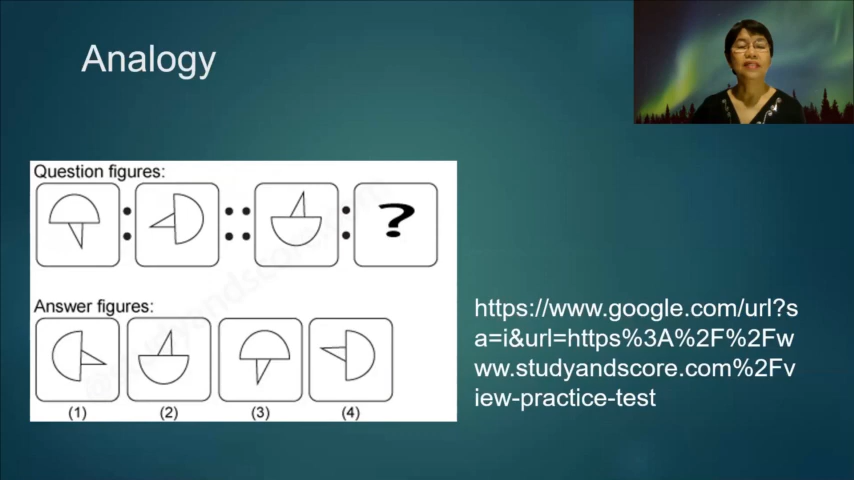 Analogy
Question figures:
: :: : ?
Answer figures:
(1) (2) (3) (4)
https://www.google.com/url?s
a=i&url=https%3A%2F%2Fw
ww.studyandscore.com%2Fv
iew-practice-test